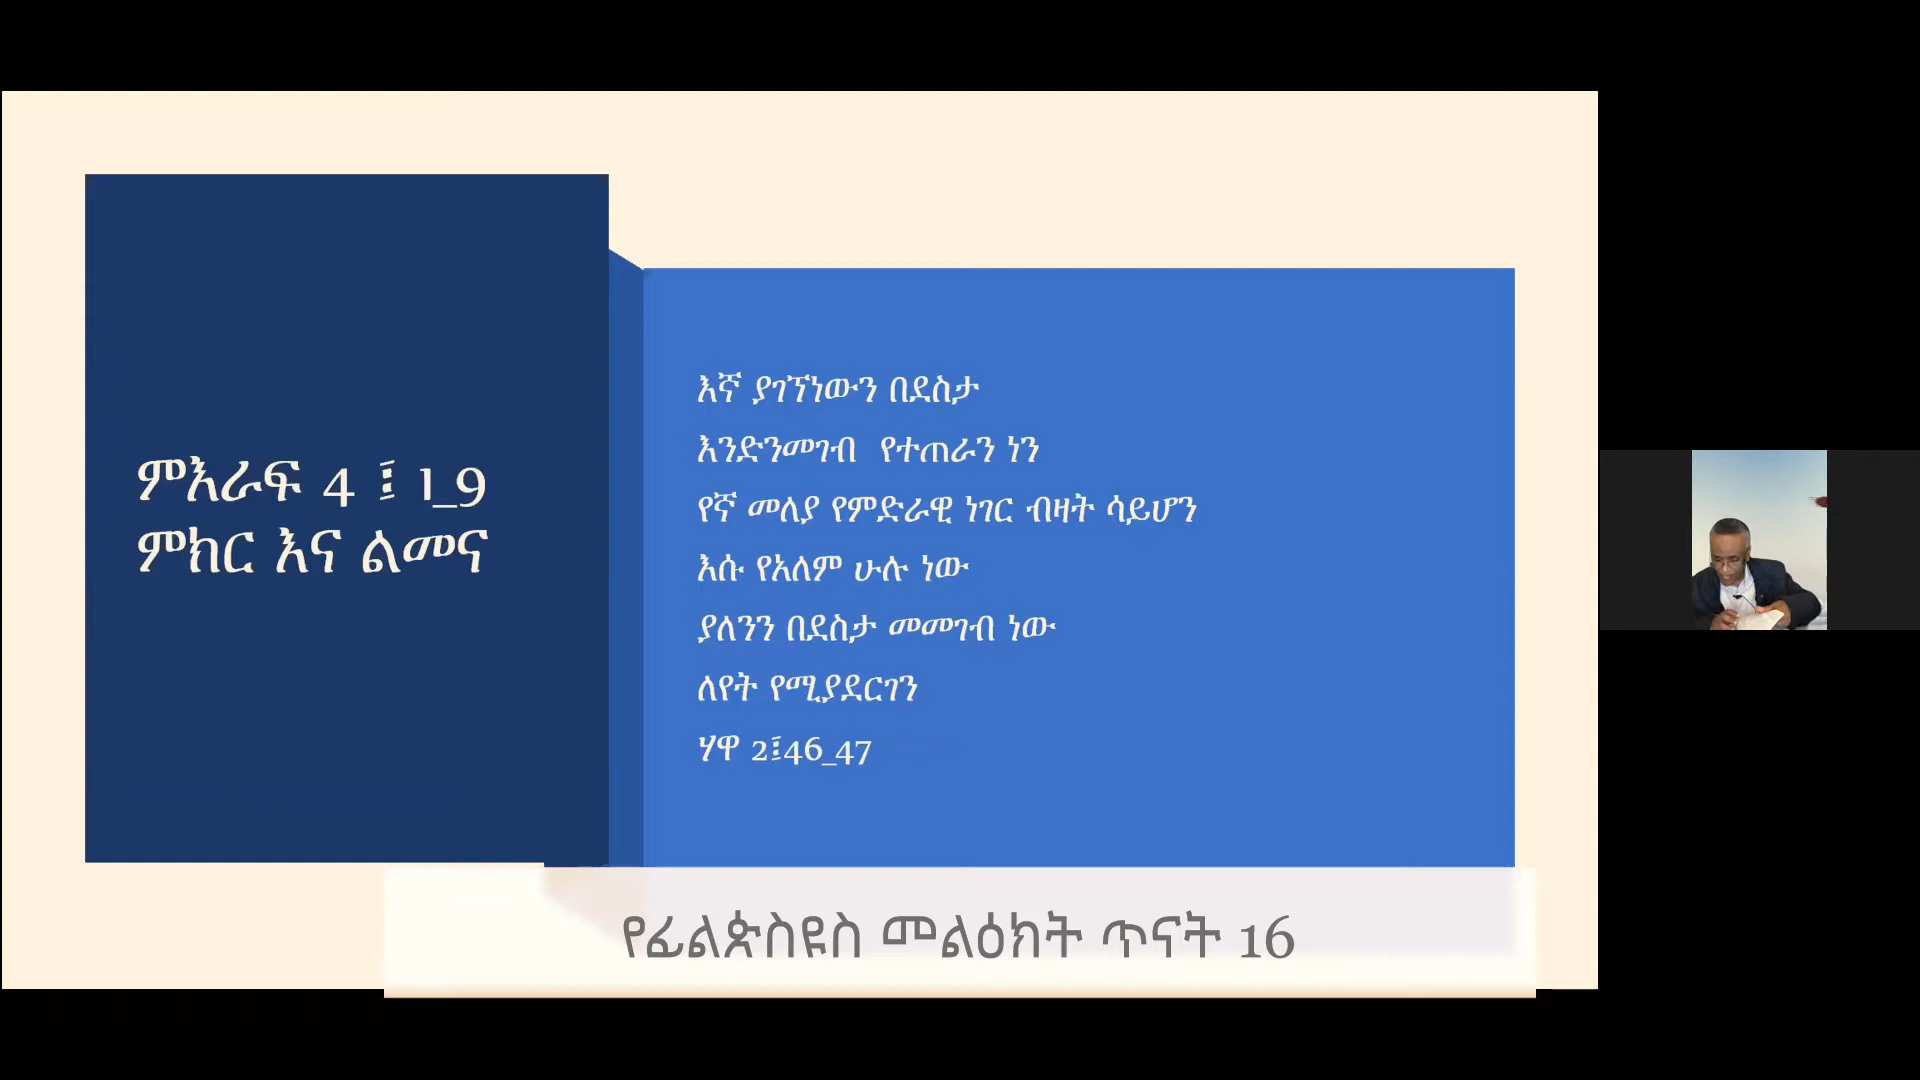 ምእራፍ 4 ፤ 1_9
ምክር እና ልመና
እኛ ያገኘነውን በደስታ
እንድንመገብ የተጠራን ነን
የኛ መለያ የምድራዊ ነገር ብዛት ሳይሆን
እሱ የአለም ሁሉ ነው
ያለንን በደስታ መመገብ ነው
ለየት የሚያደርገን
ሃዋ 2፤46_47
የፊልጵስዩስ መልዕክት ጥናት 16